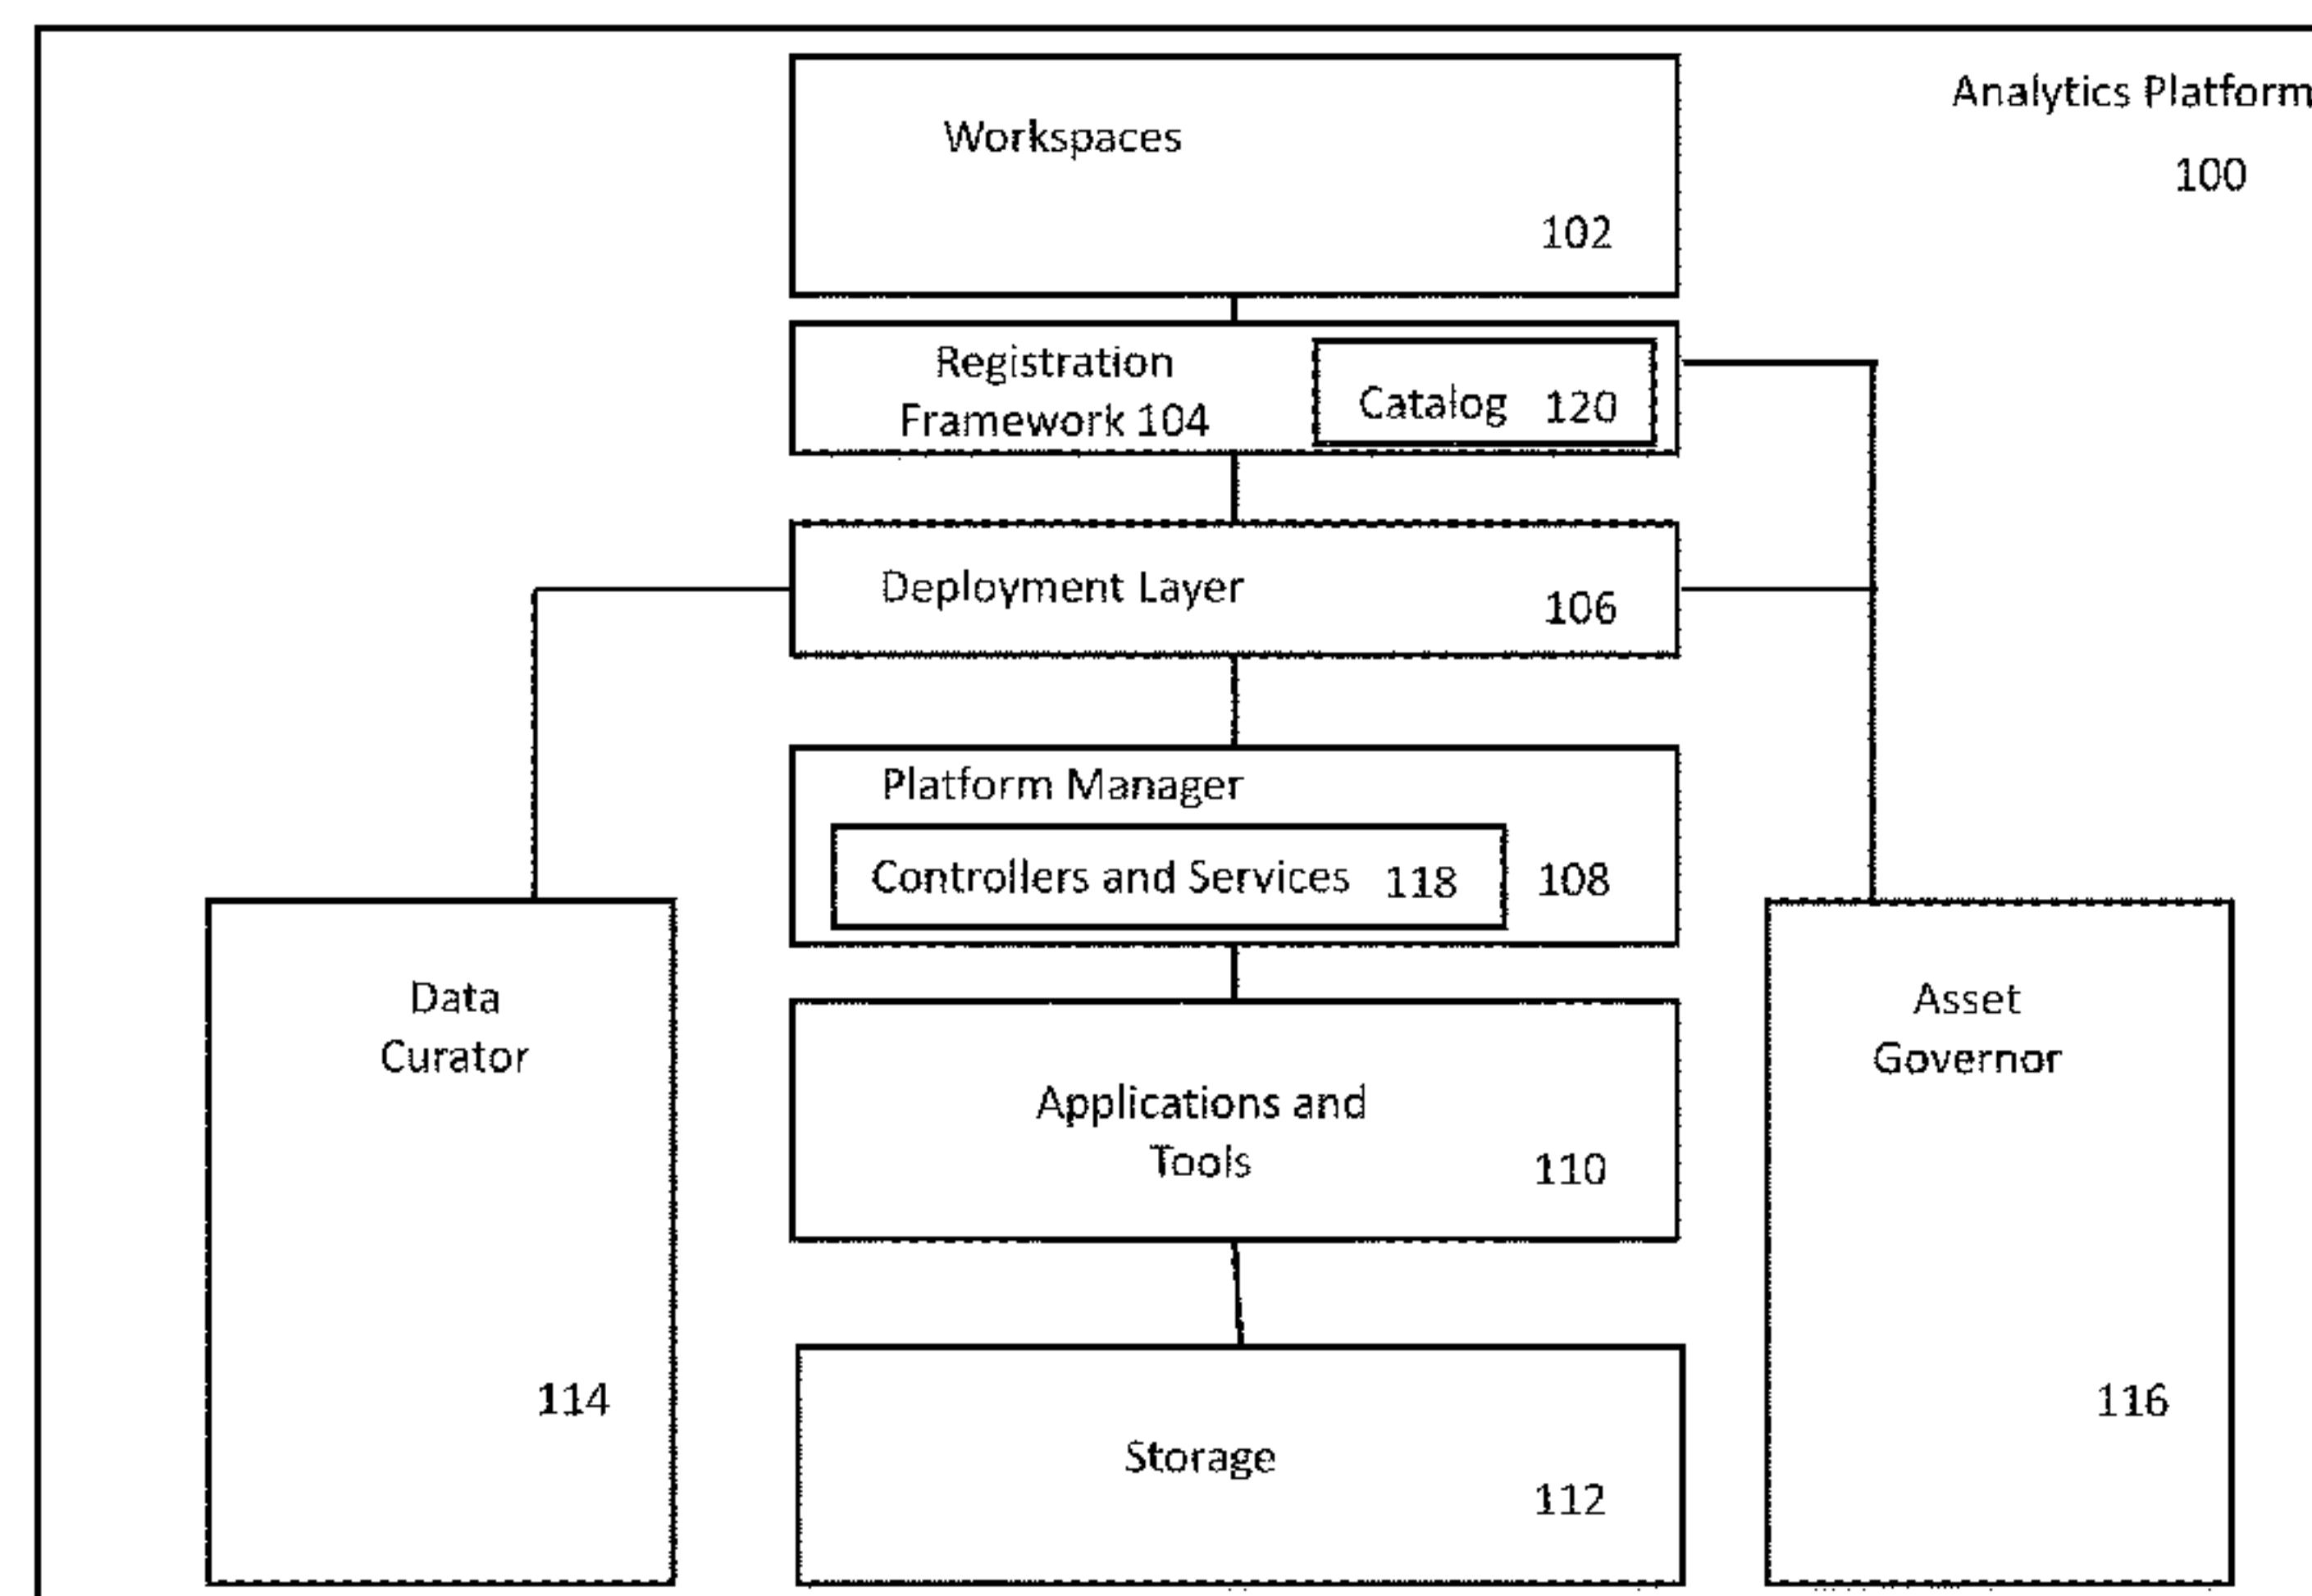 Analytics Platform
100
Workspaces
102
Registration
Framework 104
Catalog 120
Deployment Layer
106
Platform Manager
Controllers and Services 118
108
Data
Curator
114
Applications and
Tools
110
Asset
Governor
116
Storage
112